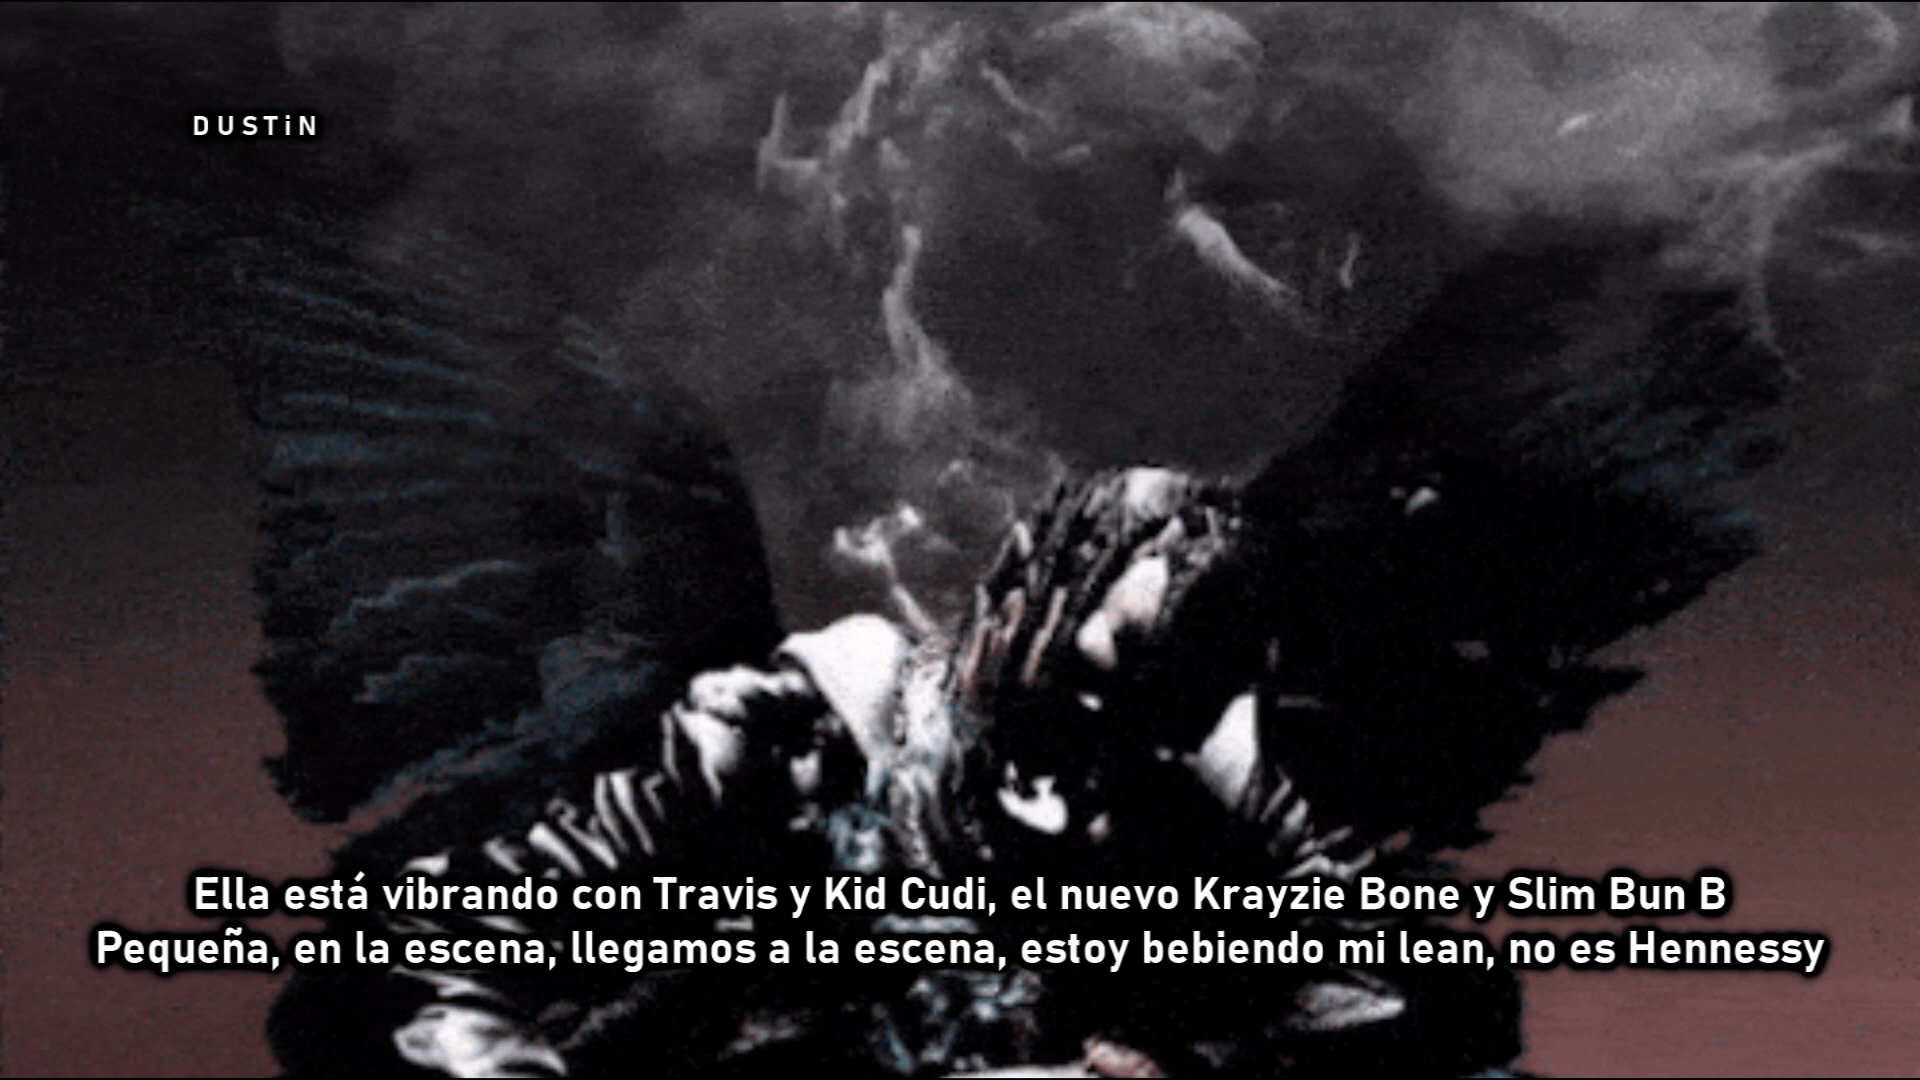 DUSTiN
Ella está vibrando con Travis y Kid Cudi, el nuevo Krayzie Bone y Slim Bun B
Pequeña, en la escena, llegamos a la escena, estoy bebiendo mi lean, no es Hennessy